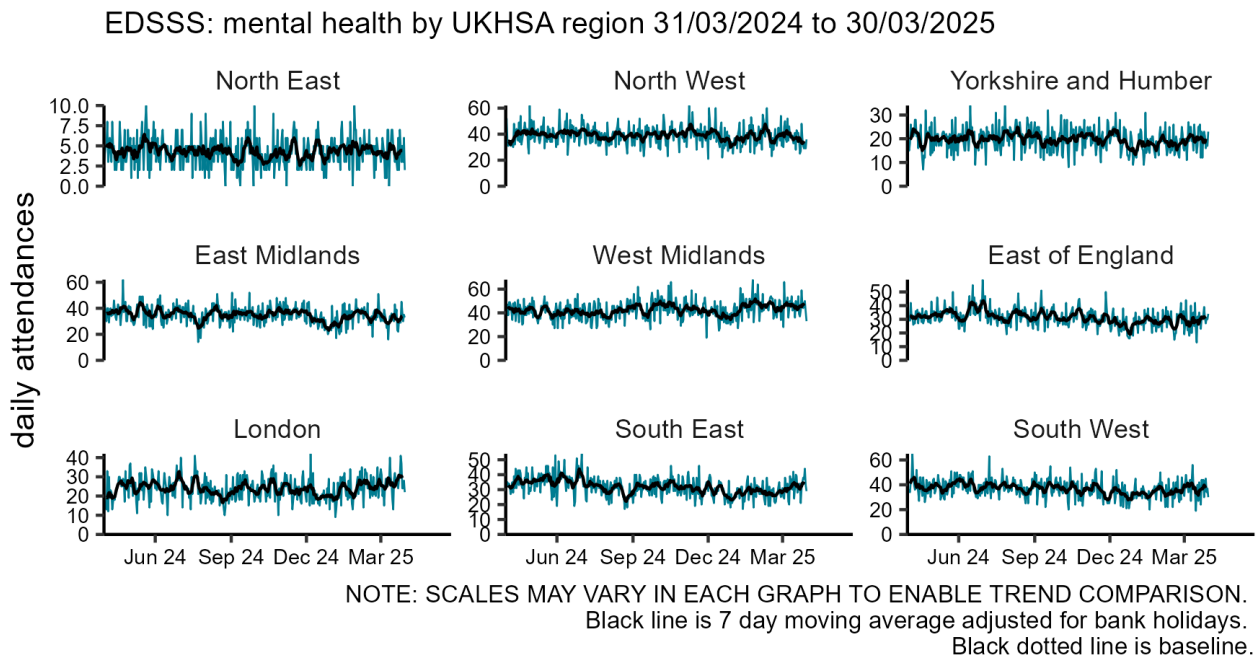 EDSSS: mental health by UKHSA region 31/03/2024 to 30/03/2025
North East
North West
Yorkshire and Humber
10.0
7.5
5.0
2.5
0.0
60
40
20
0
30
20
10
0
daily attendances
East Midlands
West Midlands
East of England
60
40
20
0
60
40
20
0
50
40
30
20
10
0
London
South East
South West
40
30
20
10
0
50
40
30
20
10
0
60
40
20
0
Jun 24 Sep 24 Dec 24 Mar 25
Jun 24 Sep 24 Dec 24 Mar 25
Jun 24 Sep 24 Dec 24 Mar 25
NOTE: SCALES MAY VARY IN EACH GRAPH TO ENABLE TREND COMPARISON.
Black line is 7 day moving average adjusted for bank holidays.
Black dotted line is baseline.